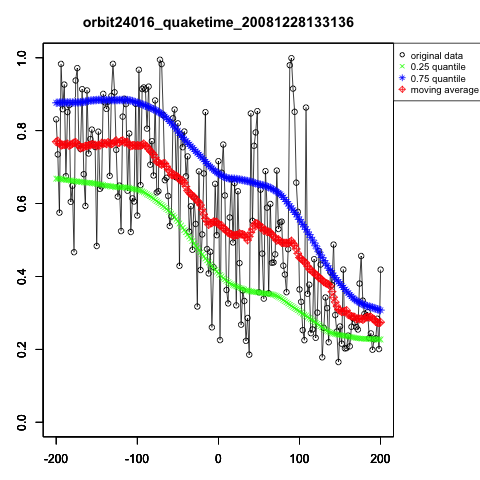 orbit24016_quaketime_20081228133136
original data
0.25 quantile
0.75 quantile
moving average
1.0
0.8
0.6
0.4
0.2
0.0
-200 -100 0 100 200